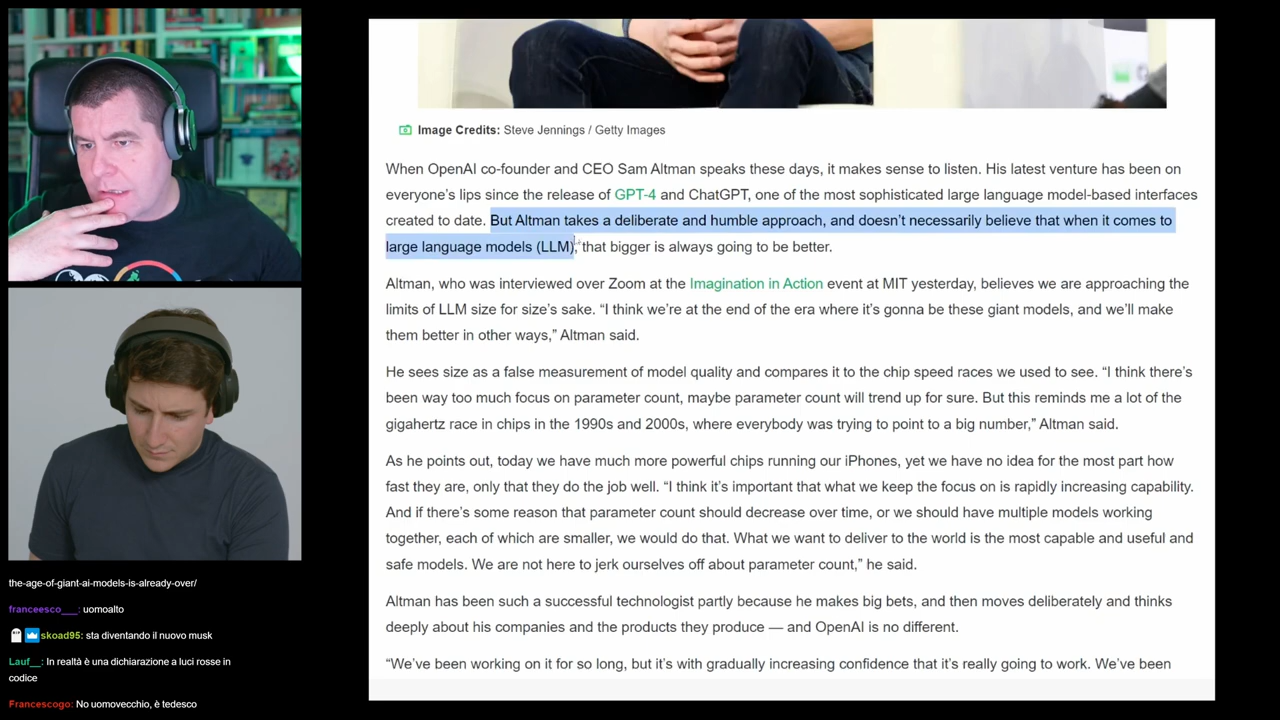 Image Credits: Steve Jennings / Getty Images
When OpenAI co-founder and CEO Sam Altman speaks these days, it makes sense to listen. His latest venture has been on
everyone’s lips since the release of GPT-4 and ChatGPT, one of the most sophisticated large language model-based interfaces
created to date. But Altman takes a deliberate and humble approach, and doesn’t necessarily believe that when it comes to
large language models (LLM), that bigger is always going to be better.
Altman, who was interviewed over Zoom at the Imagination in Action event at MIT yesterday, believes we are approaching the
limits of LLM size for size’s sake. “I think we’re at the end of the era where it’s gonna be these giant models, and we’ll make
them better in other ways,” Altman said.
He sees size as a false measurement of model quality and compares it to the chip speed races we used to see. “I think there’s
been way too much focus on parameter count, maybe parameter count will trend up for sure. But this reminds me a lot of the
gigahertz race in chips in the 1990s and 2000s, where everybody was trying to point to a big number,” Altman said.
As he points out, today we have much more powerful chips running our iPhones, yet we have no idea for the most part how
fast they are, only that they do the job well. “I think it’s important that what we keep the focus on is rapidly increasing capability.
And if there’s some reason that parameter count should decrease over time, or we should have multiple models working
together, each of which are smaller, we would do that. What we want to deliver to the world is the most capable and useful and
safe models. We are not here to jerk ourselves off about parameter count,” he said.
Altman has been such a successful technologist partly because he makes big bets, and then moves deliberately and thinks
deeply about his companies and the products they produce — and OpenAI is no different.
“We’ve been working on it for so long, but it’s with gradually increasing confidence that it’s really going to work. We’ve been
the-age-of-giant-ai-models-is-already-over/
franceesco___: uomoalto
skoad95: sta diventando il nuovo musk
Lauf__: In realtà è una dichiarazione a luci rosse in
codice
Francescogo: No uomovecchio, è tedesco